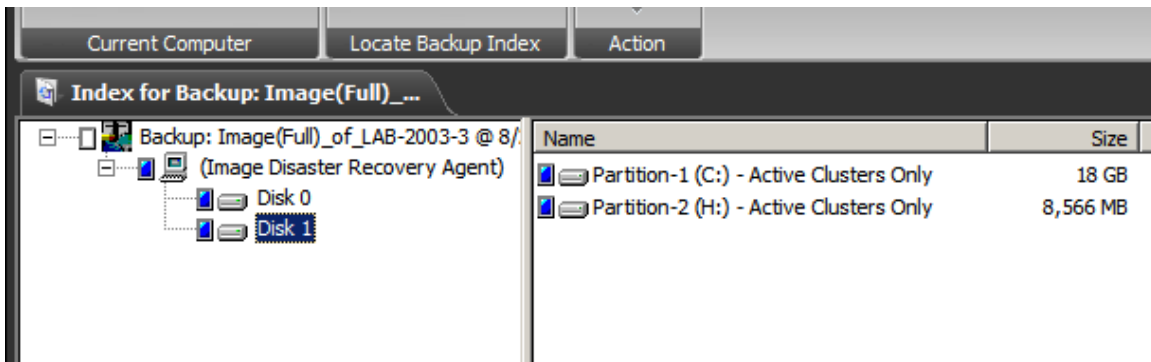 Current Computer Locate Backup Index Action
Index for Backup: Image(Full)_...
Backup: Image(Full)_of_LAB-2003-3 @ 8/
(Image Disaster Recovery Agent)
Disk 0
Disk 1
Name Size
Partition-1 (C:) - Active Clusters Only 18 GB
Partition-2 (H:) - Active Clusters Only 8,566 MB